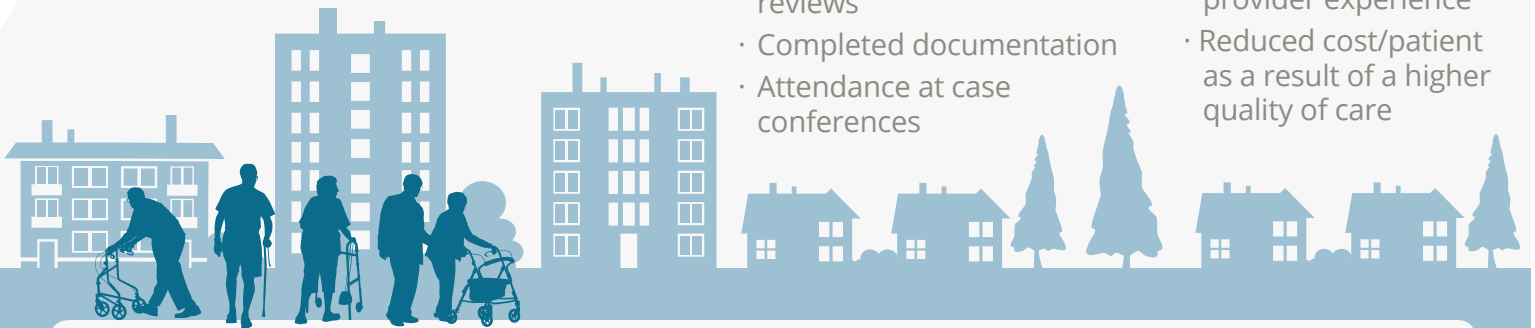 reviews
· Completed documentation
· Attendance at case
conferences
provider experience
· Reduced cost/patient
as a result of a higher
quality of care